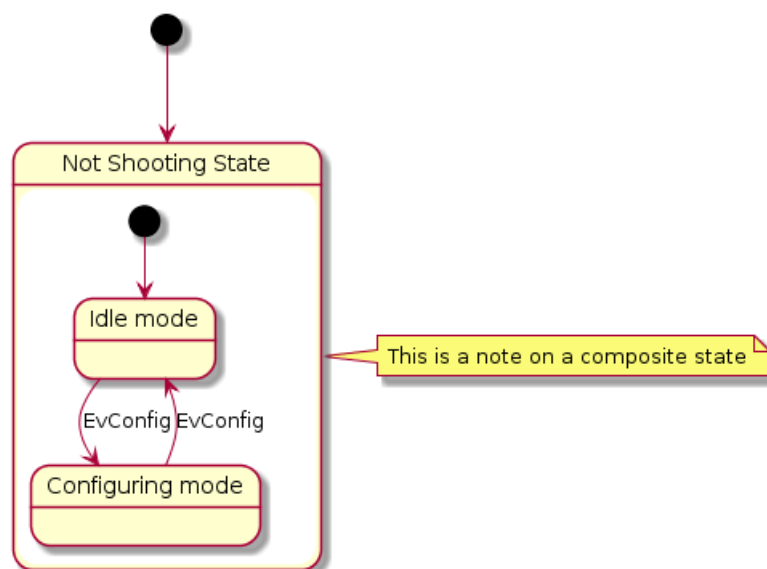 Not Shooting State
Idle mode
This is a note on a composite state
EvConfig
EvConfig
Configuring mode